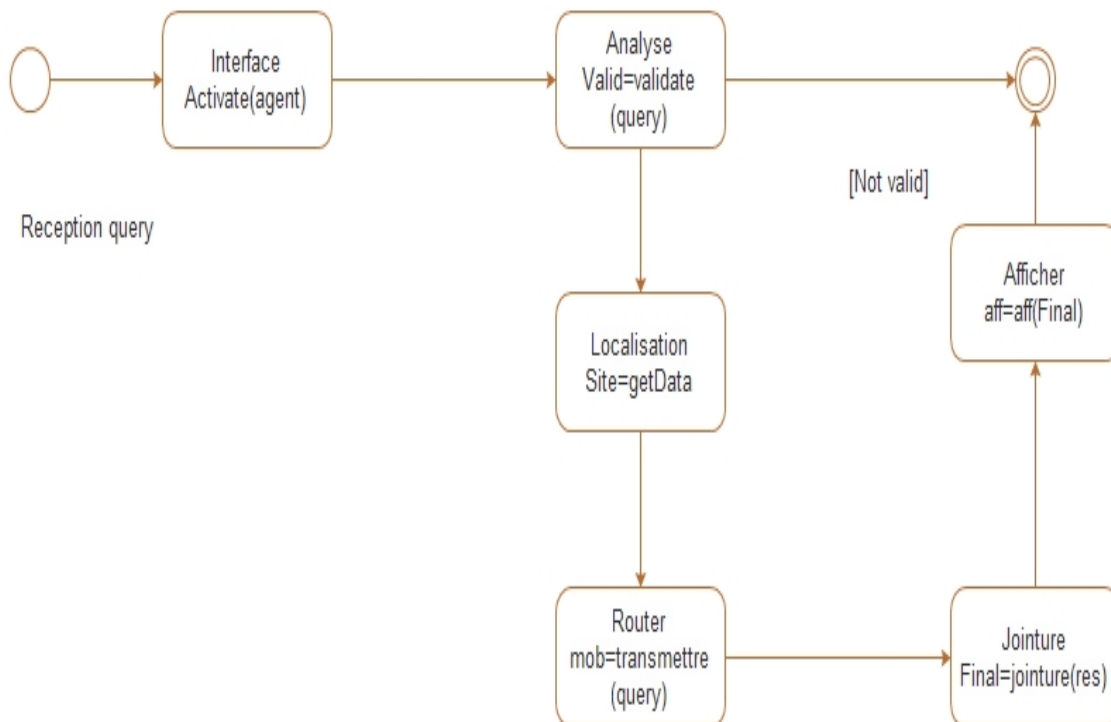 Interface
Activate(agent)
Analyse
Valid=validate
(query)
[Not valid]
Reception query
Afficher
aff=aff(Final)
Localisation
Site=getData
Router
mob=transmettre
(query)
Jointure
Final=jointure(res)